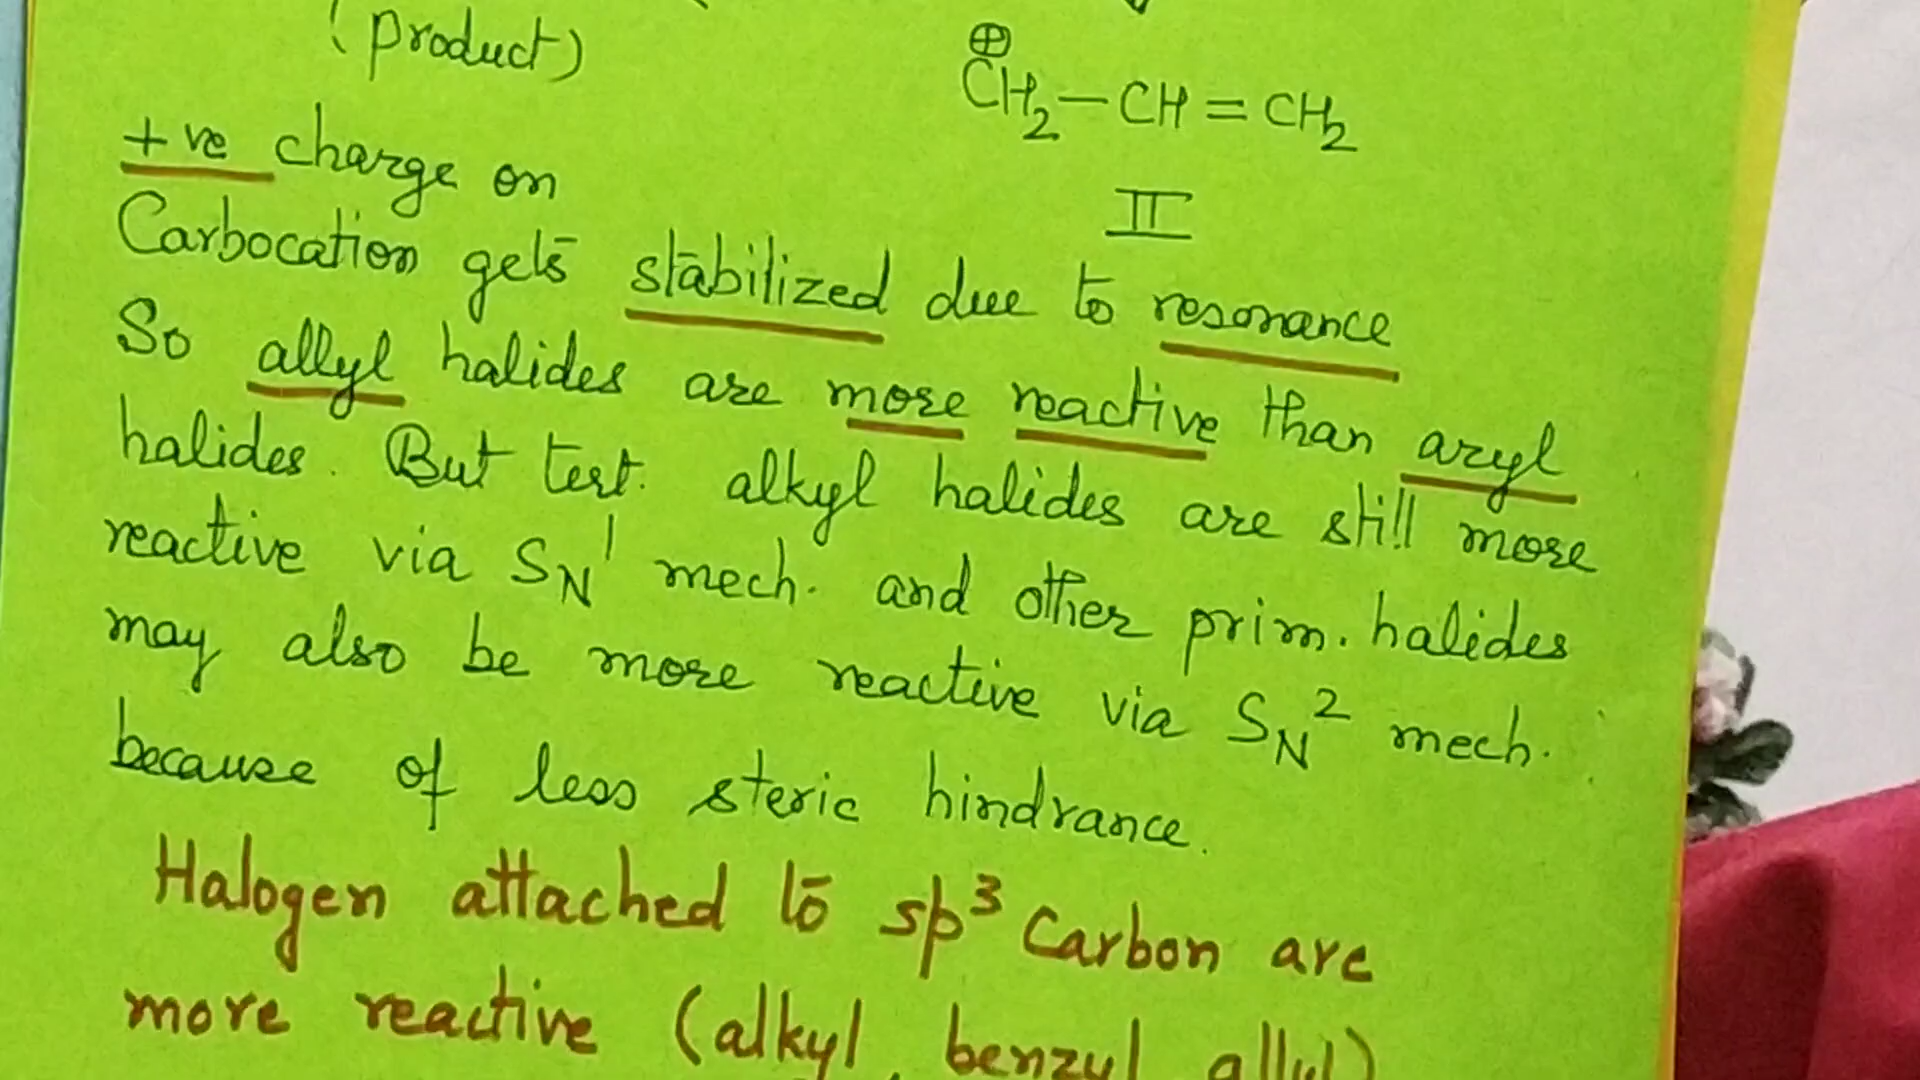 (product)
⊕
CH2 — CH = CH2
+ve charge on
II
Carbocation gets stabilized due to resonance
So allyl halides are more reactive than aryl
halides. But tert. alkyl halides are still more
reactive via SN1 mech. and other prim. halides
may also be more reactive via SN2 mech.
because of less steric hindrance.
Halogen attached to sp3 Carbon are
more reactive (alkyl, benzyl allyl)